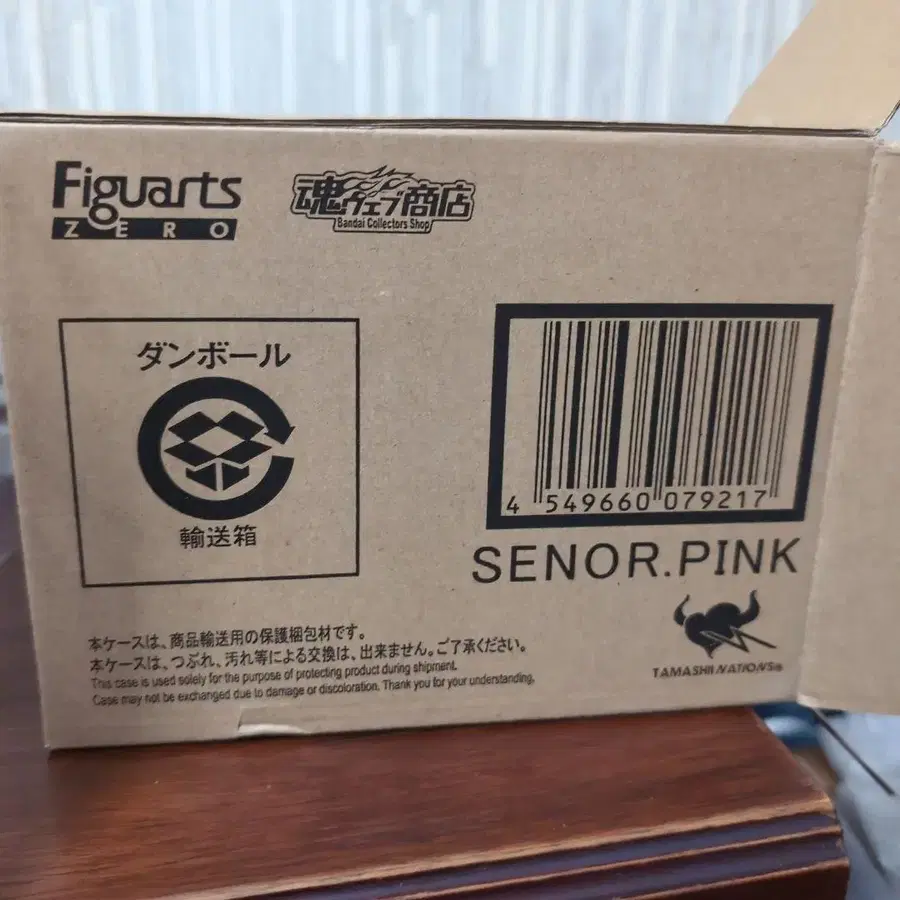 Figuarts
ZERO
魂ウェブ商店
Bandai Collectors Shop
ダンボール
輸送箱
4 549660 079217
SENOR.PINK
TAMASHII NATIONS
本ケースは、商品輸送用の保護梱包材です。
本ケースは、つぶれ、汚れ等による交換は、出来ません。ご了承ください。
This case is used solely for the purpose of protecting product during shipment.
Case may not be exchanged due to damage or discoloration. Thank you for your understanding.